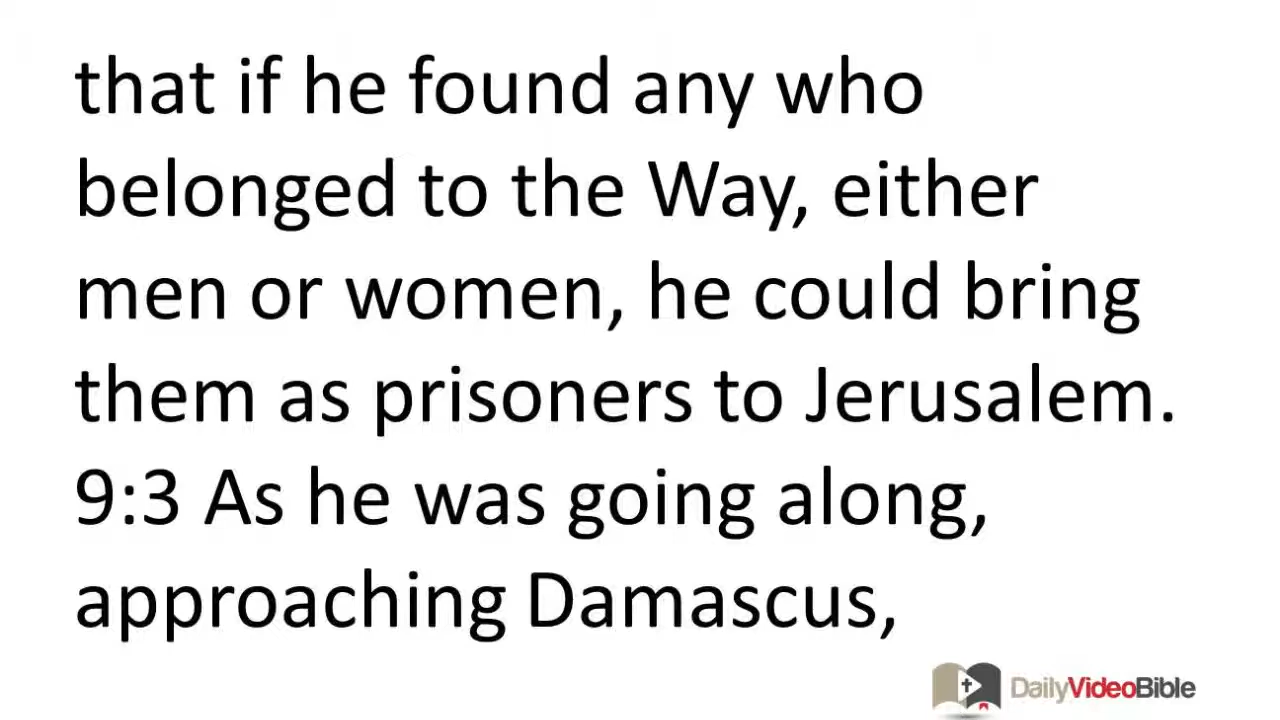 that if he found any who
belonged to the Way, either
men or women, he could bring
them as prisoners to Jerusalem.
9:3 As he was going along,
approaching Damascus,
DailyVideoBible